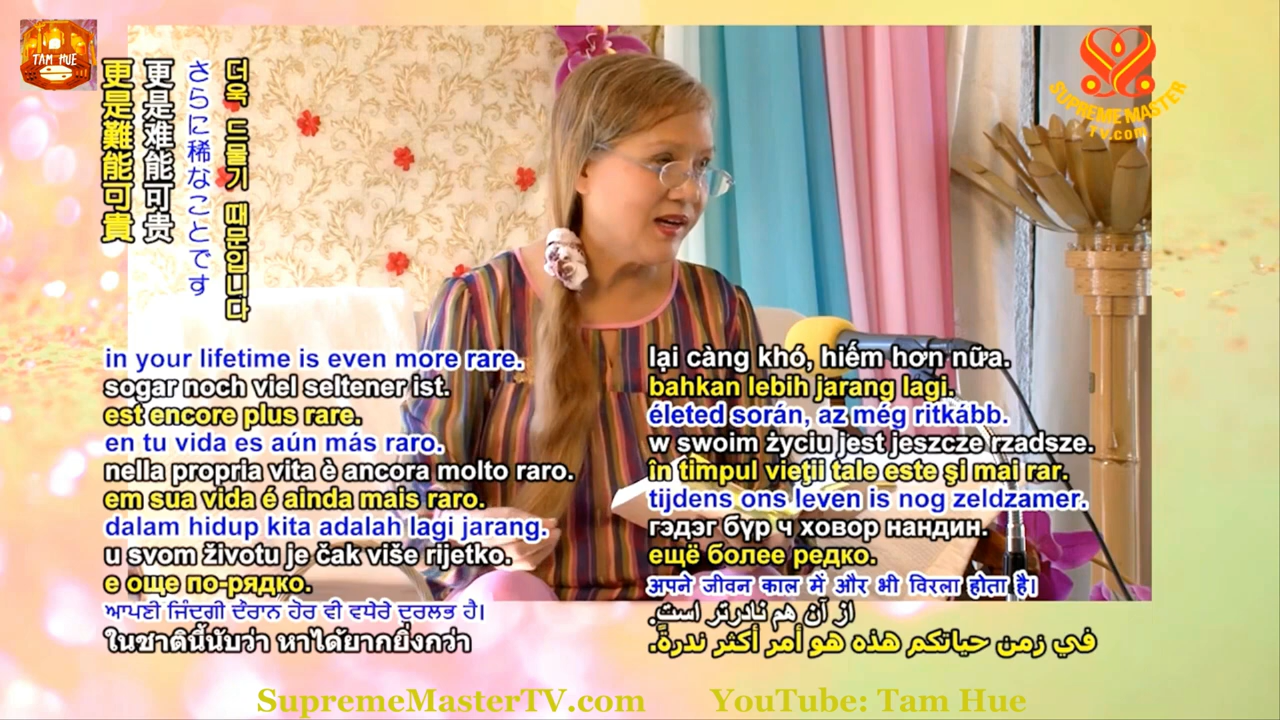 TAM HUE
SUPREME MASTER
TV.com
更是難能可貴
更是难能可贵
さらに稀なことです
더욱 드물기 때문입니다
in your lifetime is even more rare.
sogar noch viel seltener ist.
est encore plus rare.
en tu vida es aún más raro.
nella propria vita è ancora molto raro.
em sua vida é ainda mais raro.
dalam hidup kita adalah lagi jarang.
u svom životu je čak više rijetko.
е още по-рядко.
ਆਪਣੀ ਜਿੰਦਗੀ ਦੌਰਾਨ ਹੋਰ ਵੀ ਵਧੇਰੇ ਦੁਰਲਭ ਹੈ।
ในชาตินี้นับว่า หาได้ยากยิ่งกว่า
lại càng khó, hiếm hơn nữa.
bahkan lebih jarang lagi.
életed során, az még ritkább.
w swoim życiu jest jeszcze rzadsze.
în timpul vieţii tale este şi mai rar.
tijdens ons leven is nog zeldzamer.
гэдэг бүр ч ховор нандин.
ещё более редко.
अपने जीवन काल में और भी विरला होता है।
از آن هم نادرتر است.
في زمن حياتكم هذه هو أمر أكثر ندرةً.
SupremeMasterTV.com
YouTube: Tam Hue